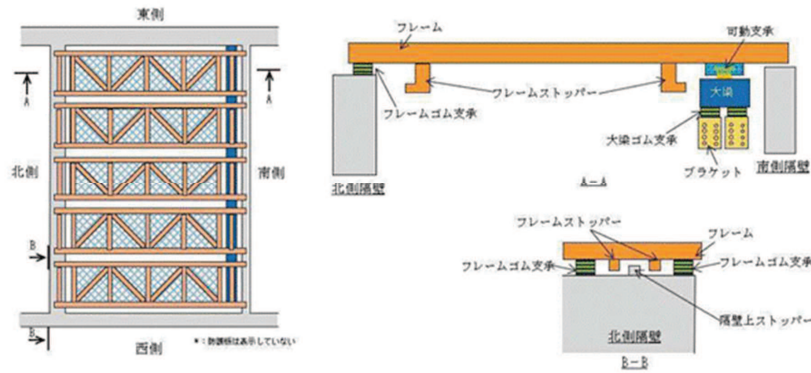 東側
A
A
北側
南側
B
B
西側
*：防護板は表示していない
フレーム
可動支承
大梁
フレームストッパー
フレームゴム支承
大梁ゴム支承
ブラケット
北側隔壁
A-A
南側隔壁
フレームストッパー
フレーム
フレームゴム支承
フレームゴム支承
隔壁上ストッパー
北側隔壁
B-B